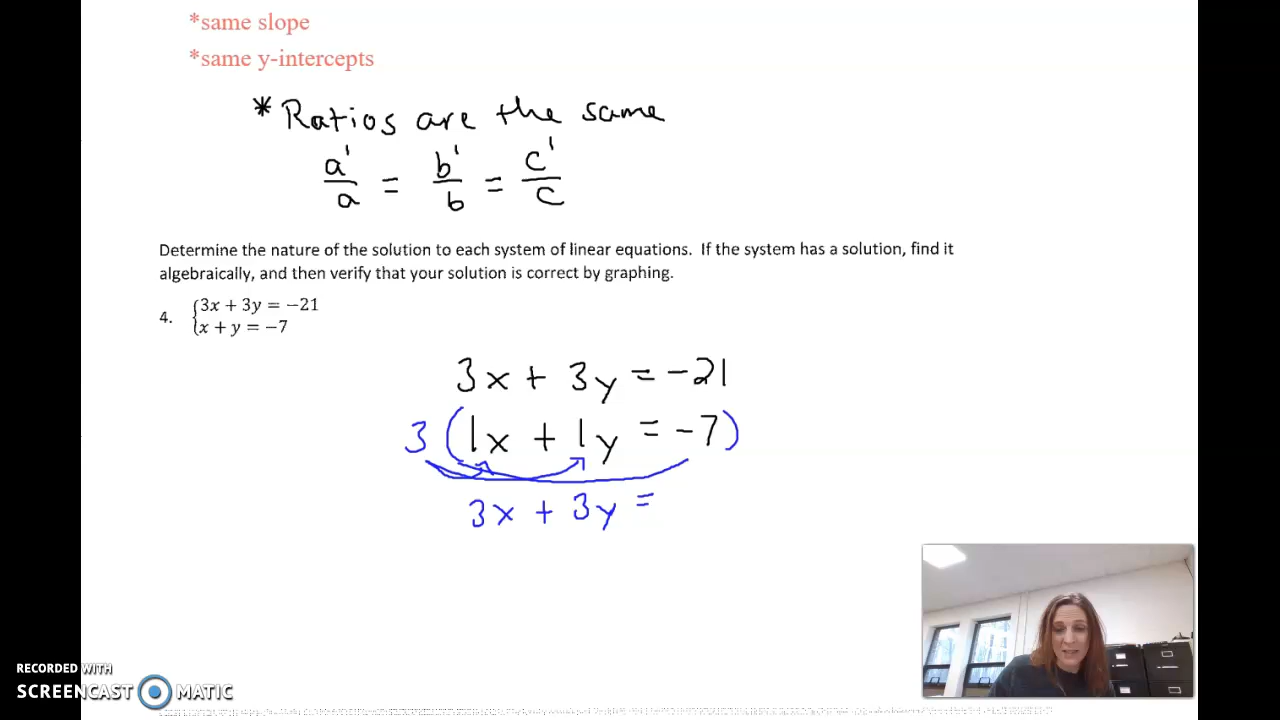 *same slope
*same y-intercepts
* Ratios are the same
a'/a = b'/b = c'/c
Determine the nature of the solution to each system of linear equations. If the system has a solution, find it
algebraically, and then verify that your solution is correct by graphing.
4. {3x + 3y = −21
x + y = −7
3x + 3y = -21
3 (1x + 1y = -7)
3x + 3y =
RECORDED WITH
SCREENCAST MATIC